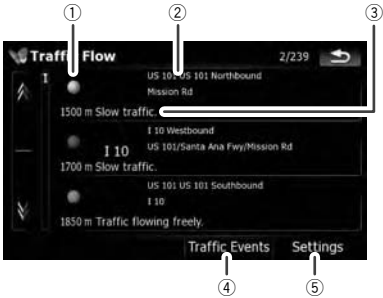 ① ② ③
Traffic Flow 2/239
I
US 101 US 101 Northbound
Mission Rd
1500 m Slow traffic.
I 10 Westbound
I 10 US 101/Santa Ana Fwy/Mission Rd
1700 m Slow traffic.
US 101 US 101 Southbound
I 10
1850 m Traffic flowing freely.
Traffic Events Settings
④ ⑤